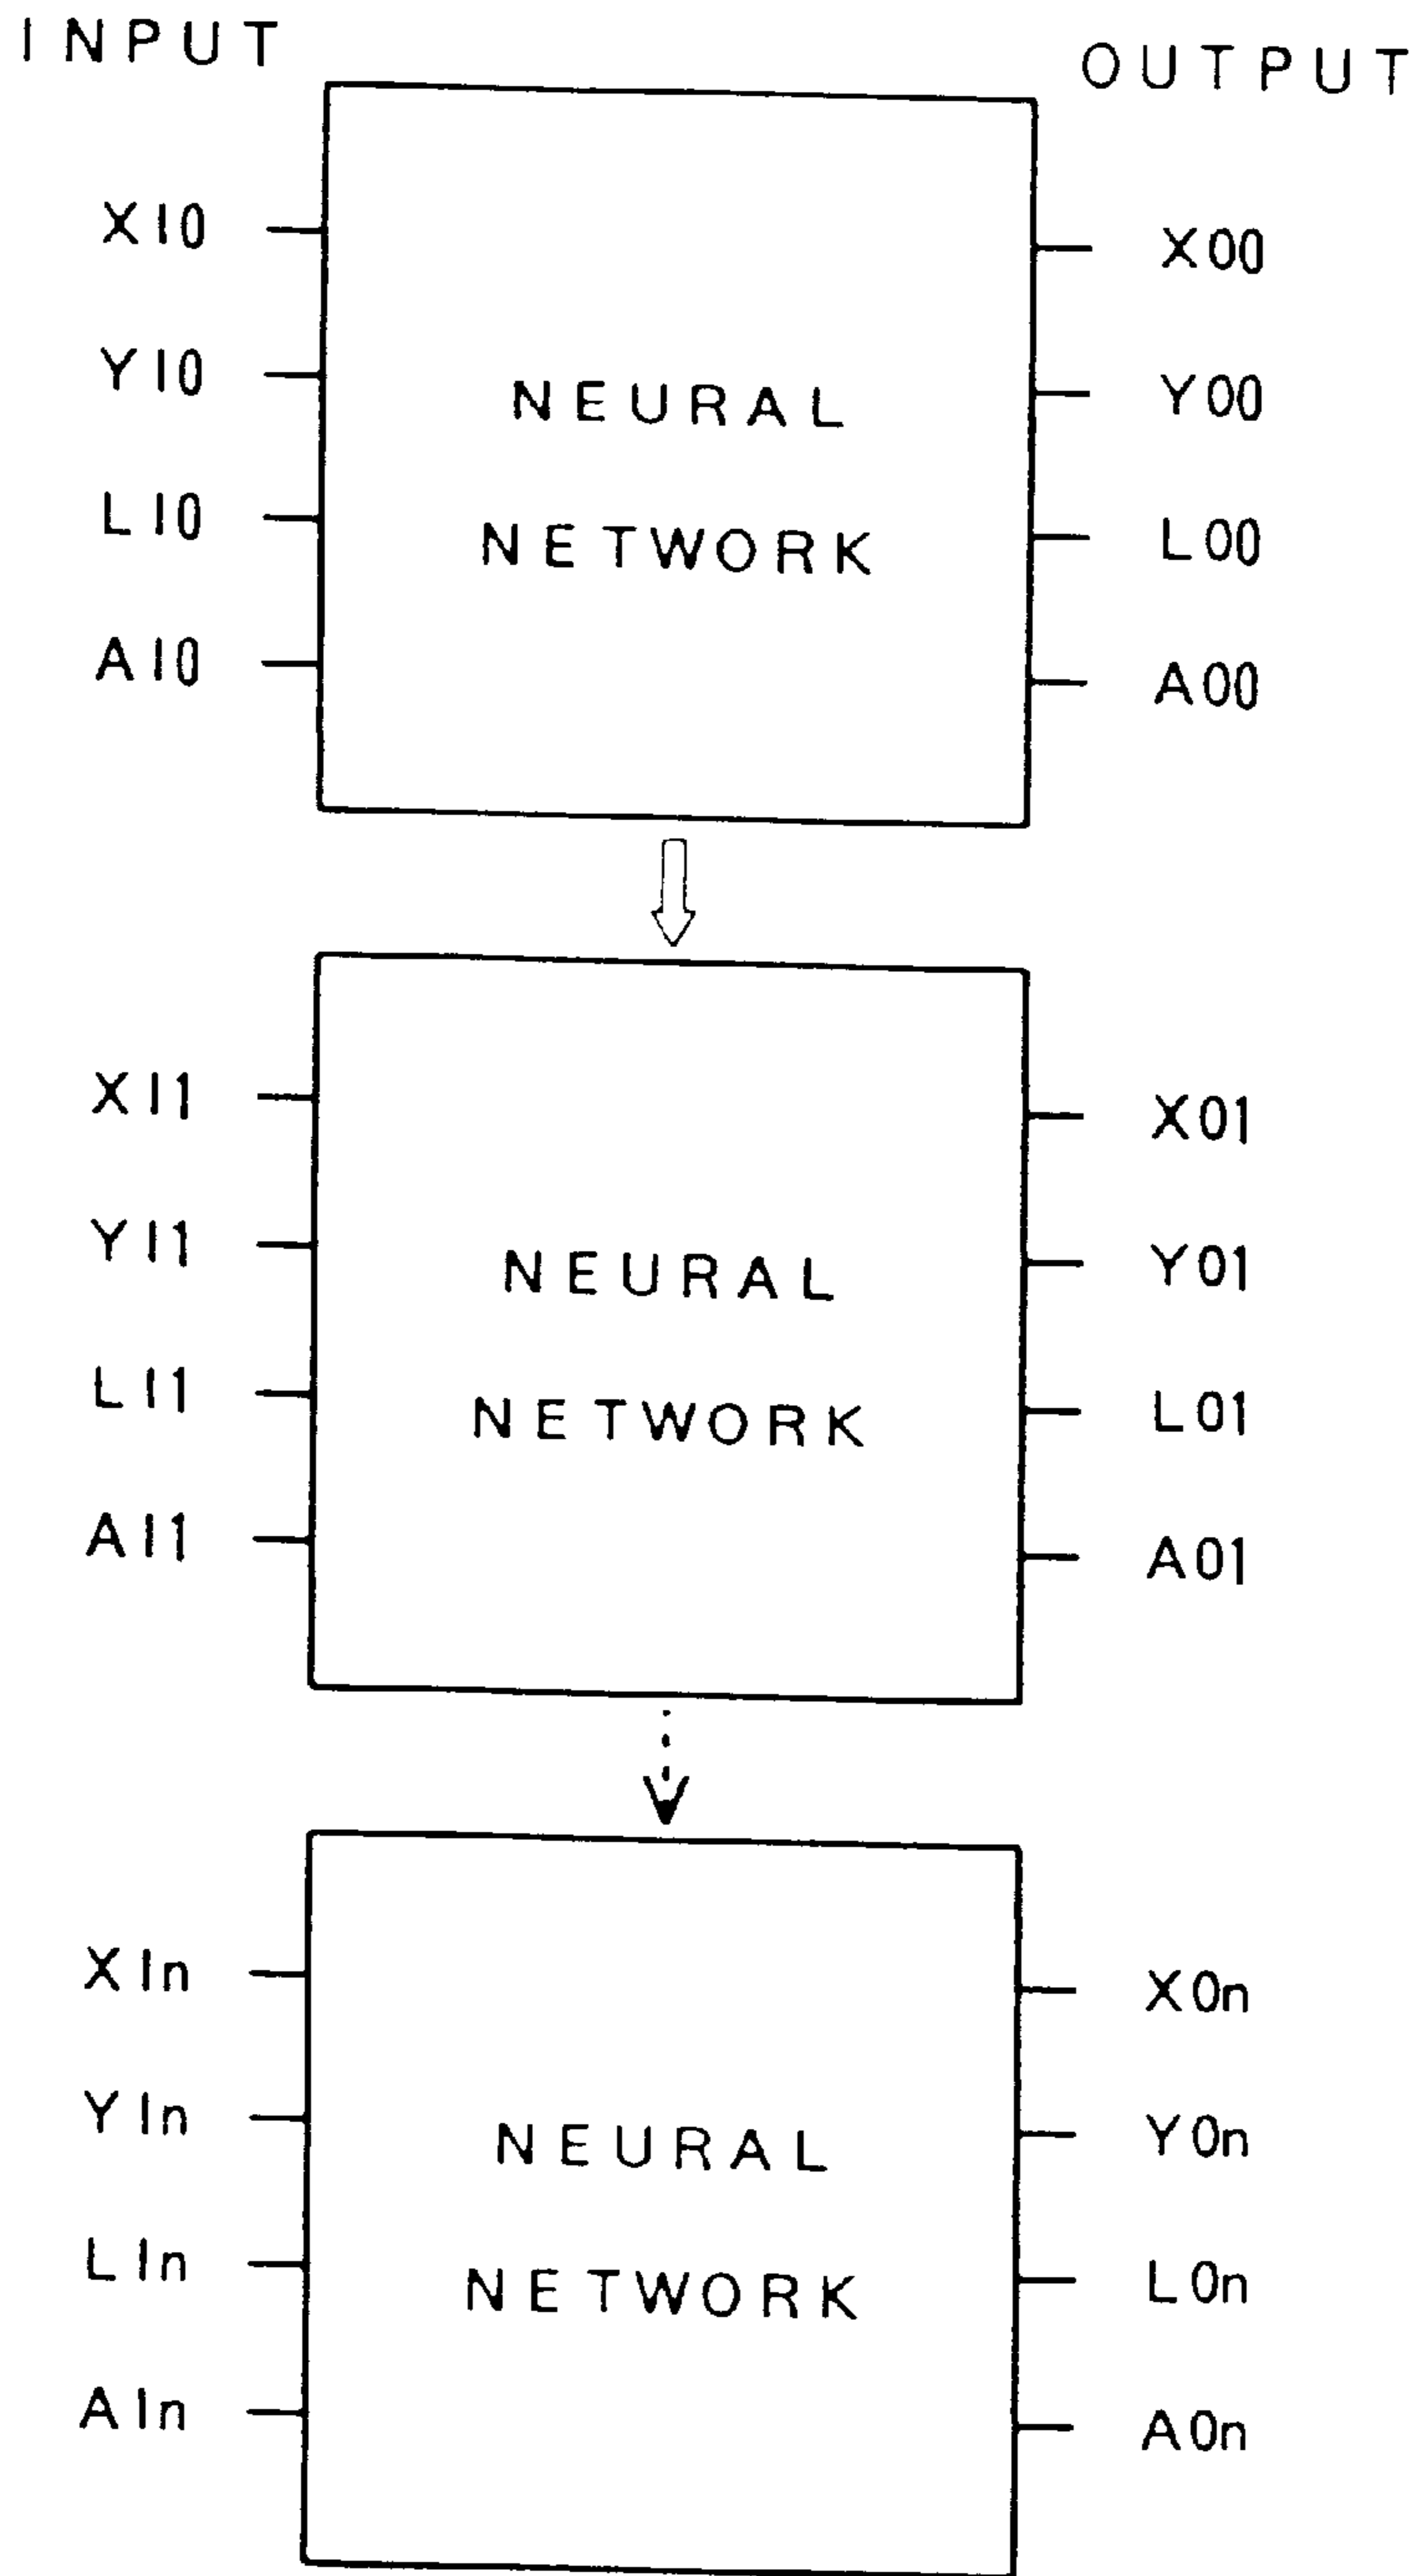 INPUT
OUTPUT
XI0
X00
YI0
Y00
NEURAL
LI0
L00
NETWORK
AI0
A00
XI1
X01
YI1
Y01
NEURAL
LI1
L01
NETWORK
AI1
A01
XIn
X0n
YIn
Y0n
NEURAL
LIn
L0n
NETWORK
AIn
A0n